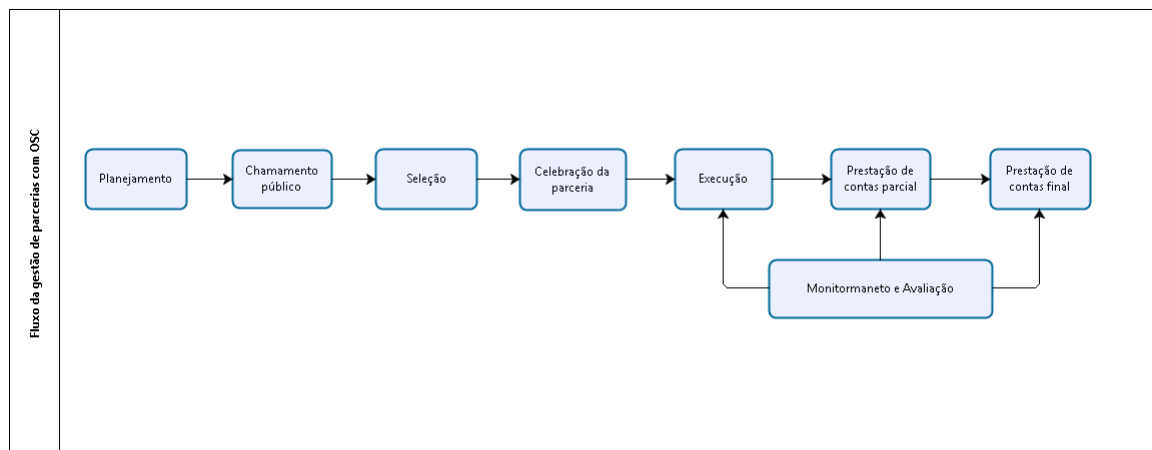 Fluxo da gestão de parcerias com OSC
Planejamento
Chamamento
público
Seleção
Celebração da
parceria
Execução
Prestação de
contas parcial
Prestação de
contas final
Monitormaneto e Avaliação